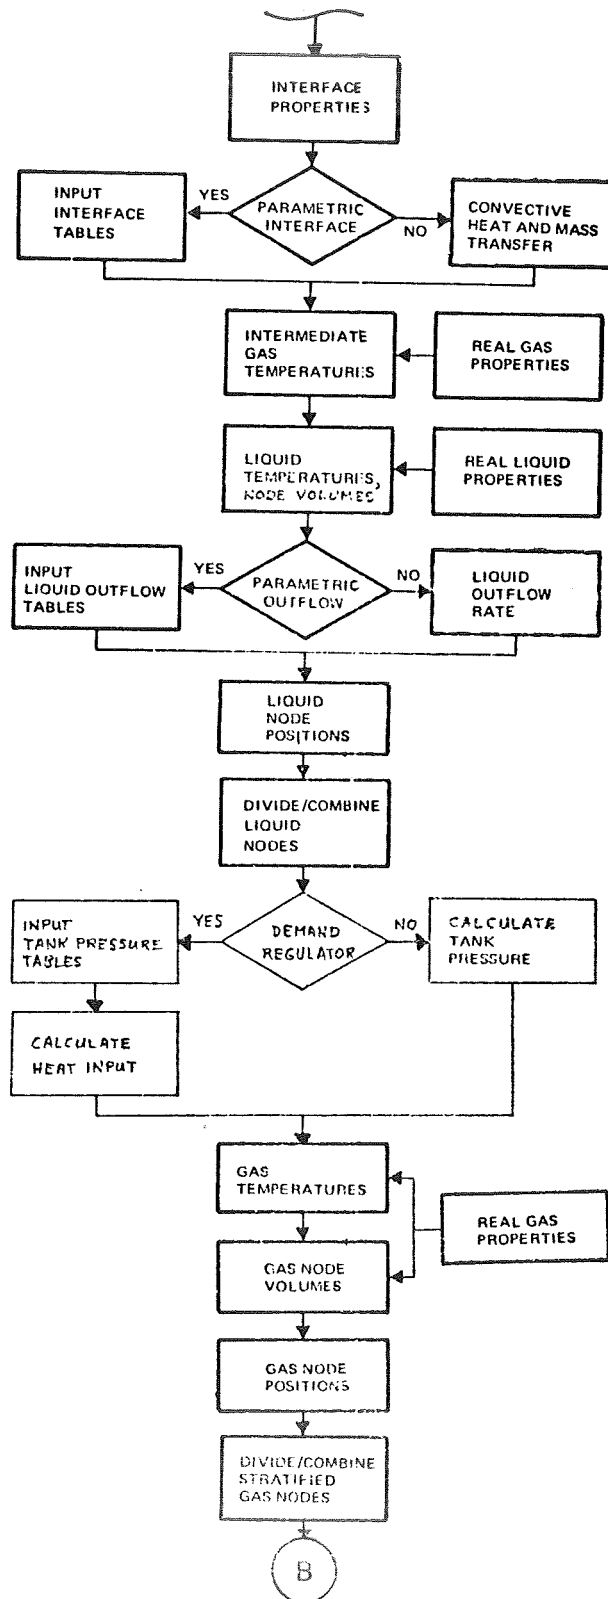 INTERFACE
PROPERTIES
INPUT
INTERFACE
TABLES
YES
PARAMETRIC
INTERFACE
NO
CONVECTIVE
HEAT AND MASS
TRANSFER
INTERMEDIATE
GAS
TEMPERATURES
REAL GAS
PROPERTIES
LIQUID
TEMPERATURES,
NODE VOLUMES
REAL LIQUID
PROPERTIES
INPUT
LIQUID OUTFLOW
TABLES
YES
PARAMETRIC
OUTFLOW
NO
LIQUID
OUTFLOW
RATE
LIQUID
NODE
POSITIONS
DIVIDE/COMBINE
LIQUID
NODES
INPUT
TANK PRESSURE
TABLES
YES
DEMAND
REGULATOR
NO
CALCULATE
TANK
PRESSURE
CALCULATE
HEAT INPUT
GAS
TEMPERATURES
REAL GAS
PROPERTIES
GAS NODE
VOLUMES
GAS NODE
POSITIONS
DIVIDE/COMBINE
STRATIFIED
GAS NODES
B